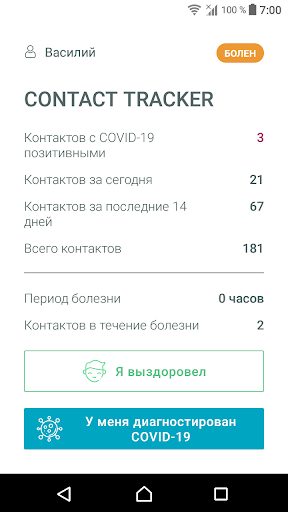 100 % 7:00
Василий БОЛЕН
CONTACT TRACKER
Контактов с COVID-19 3
позитивными
Контактов за сегодня 21
Контактов за последние 14 67
дней
Всего контактов 181
Период болезни 0 часов
Контактов в течение болезни 2
Я выздоровел
У меня диагностирован
COVID-19